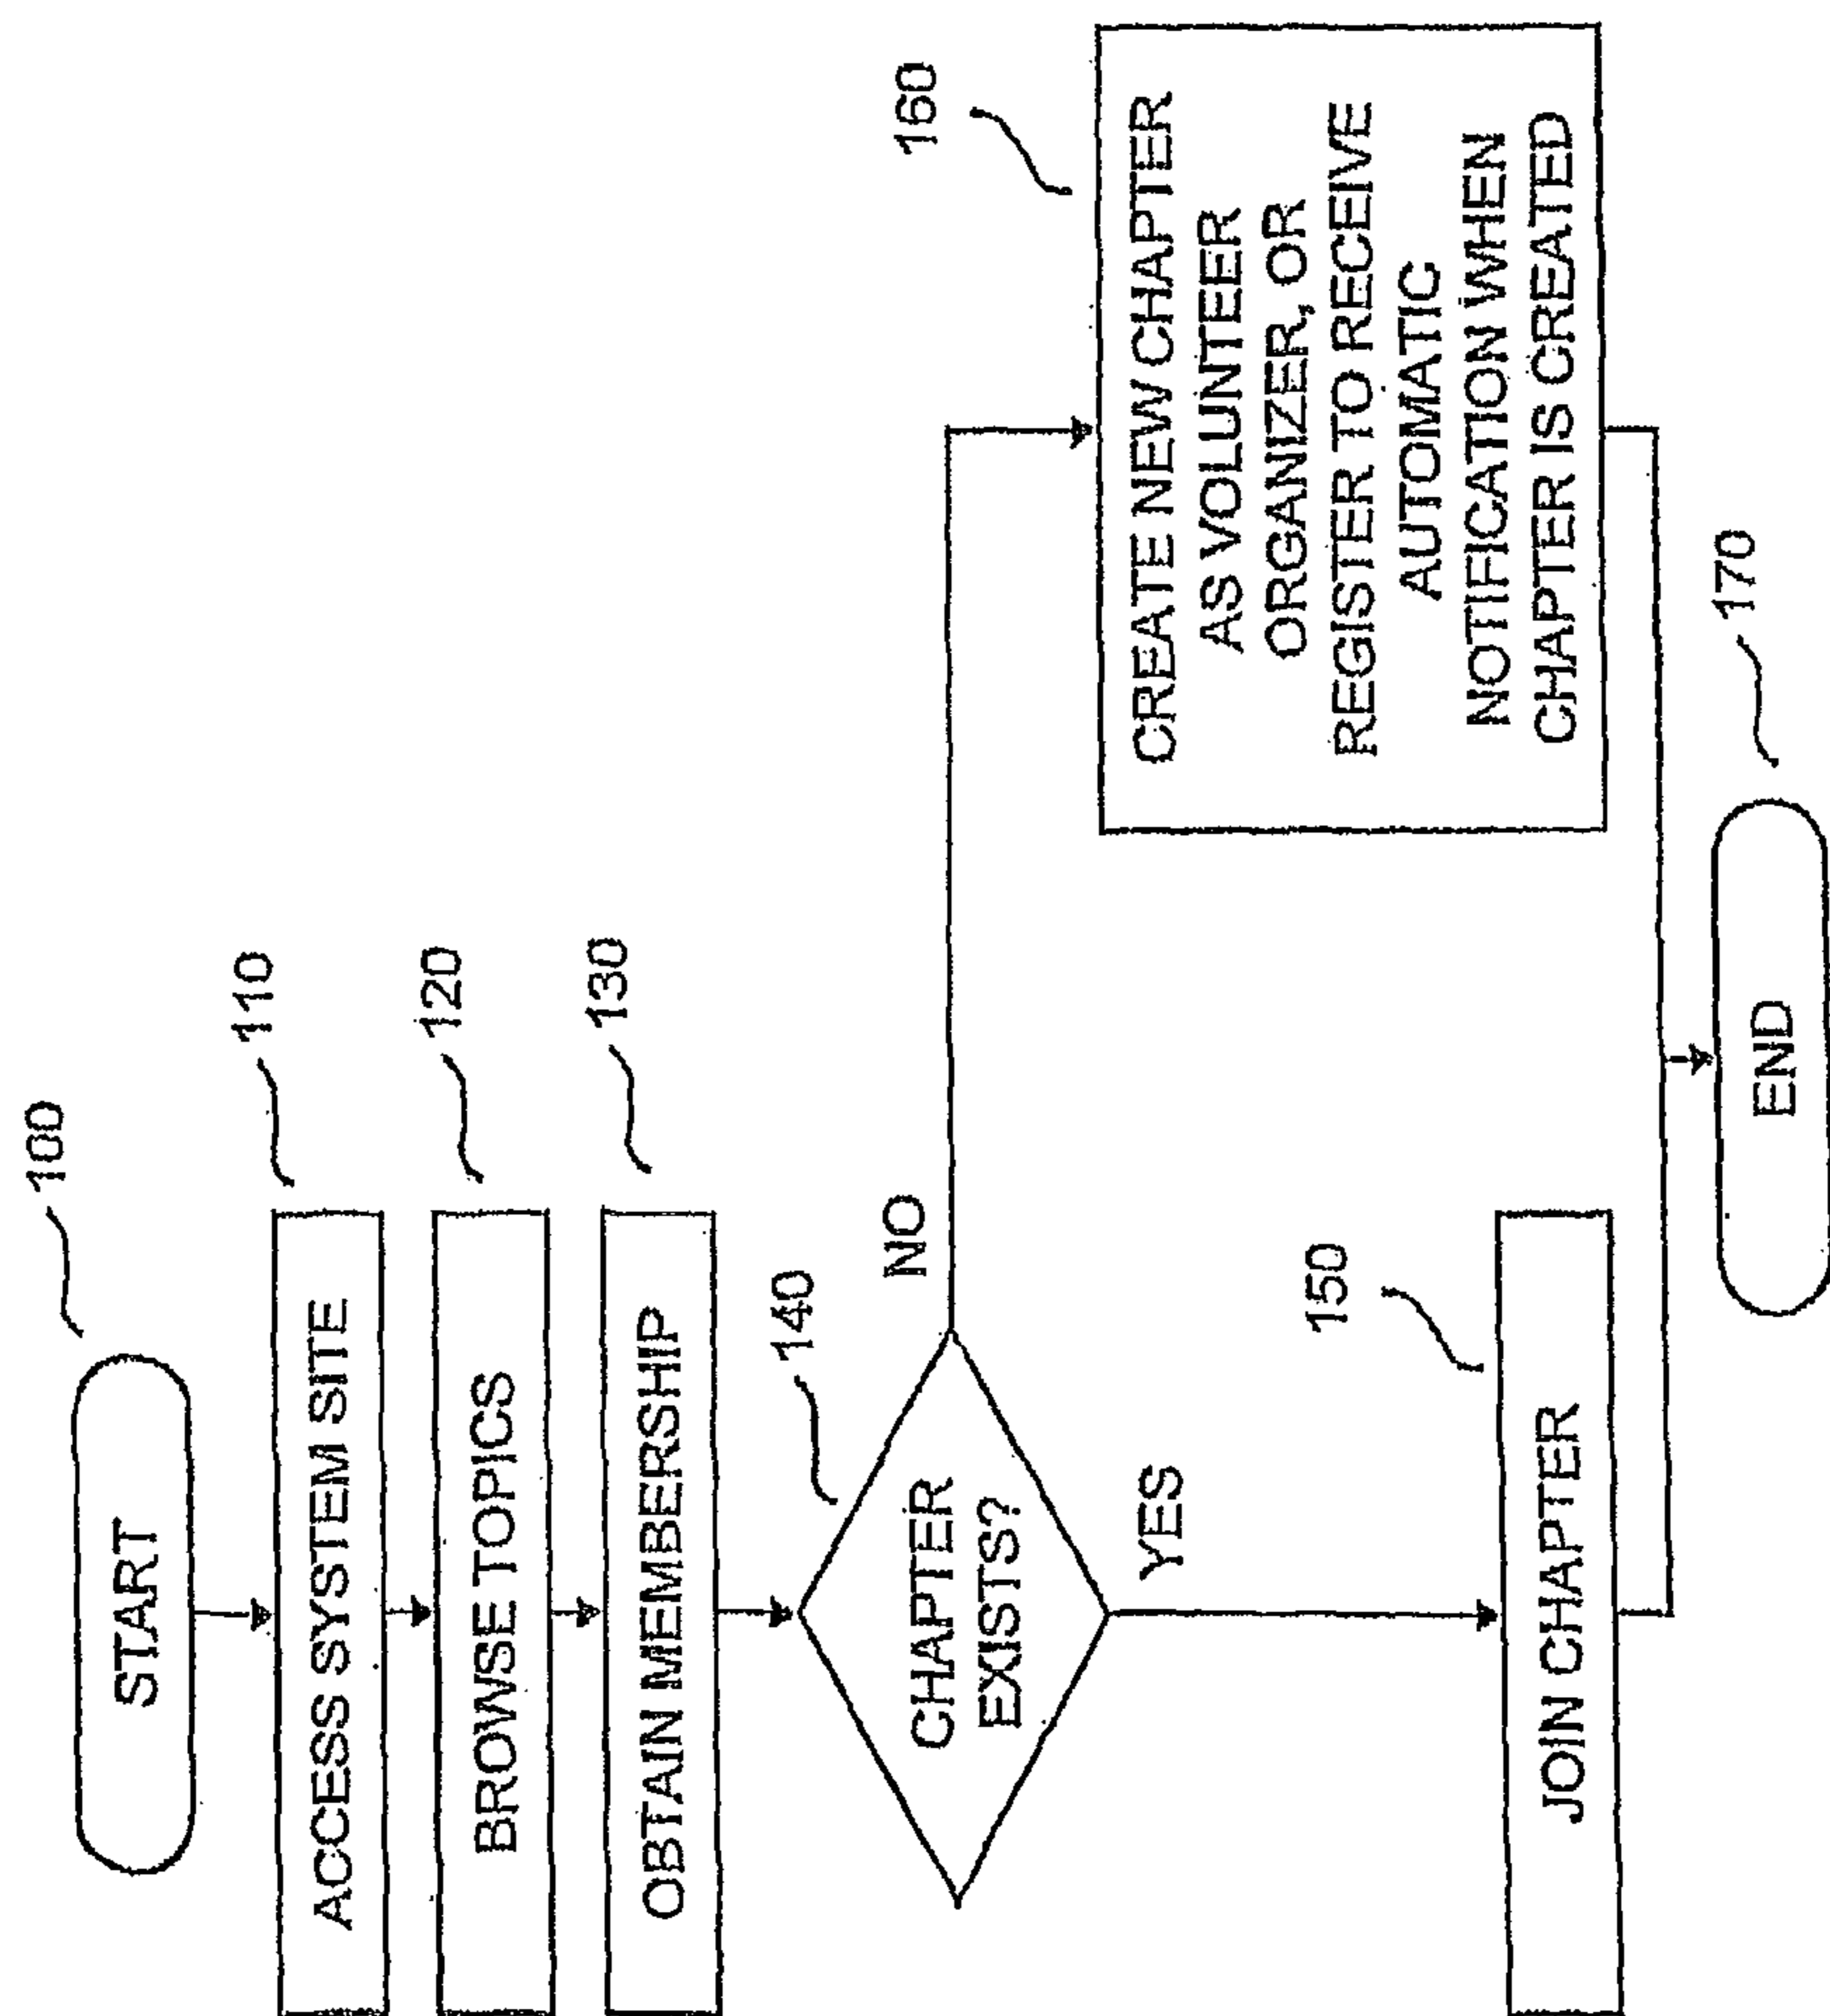 100
START
110
ACCESS SYSTEM SITE
120
BROWSE TOPICS
130
OBTAIN MEMBERSHIP
140
CHAPTER
EXISTS?
NO
YES
160
CREATE NEW CHAPTER
AS VOLUNTEER
ORGANIZER, OR
REGISTER TO RECEIVE
AUTOMATIC
NOTIFICATION WHEN
CHAPTER IS CREATED
150
JOIN CHAPTER
170
END